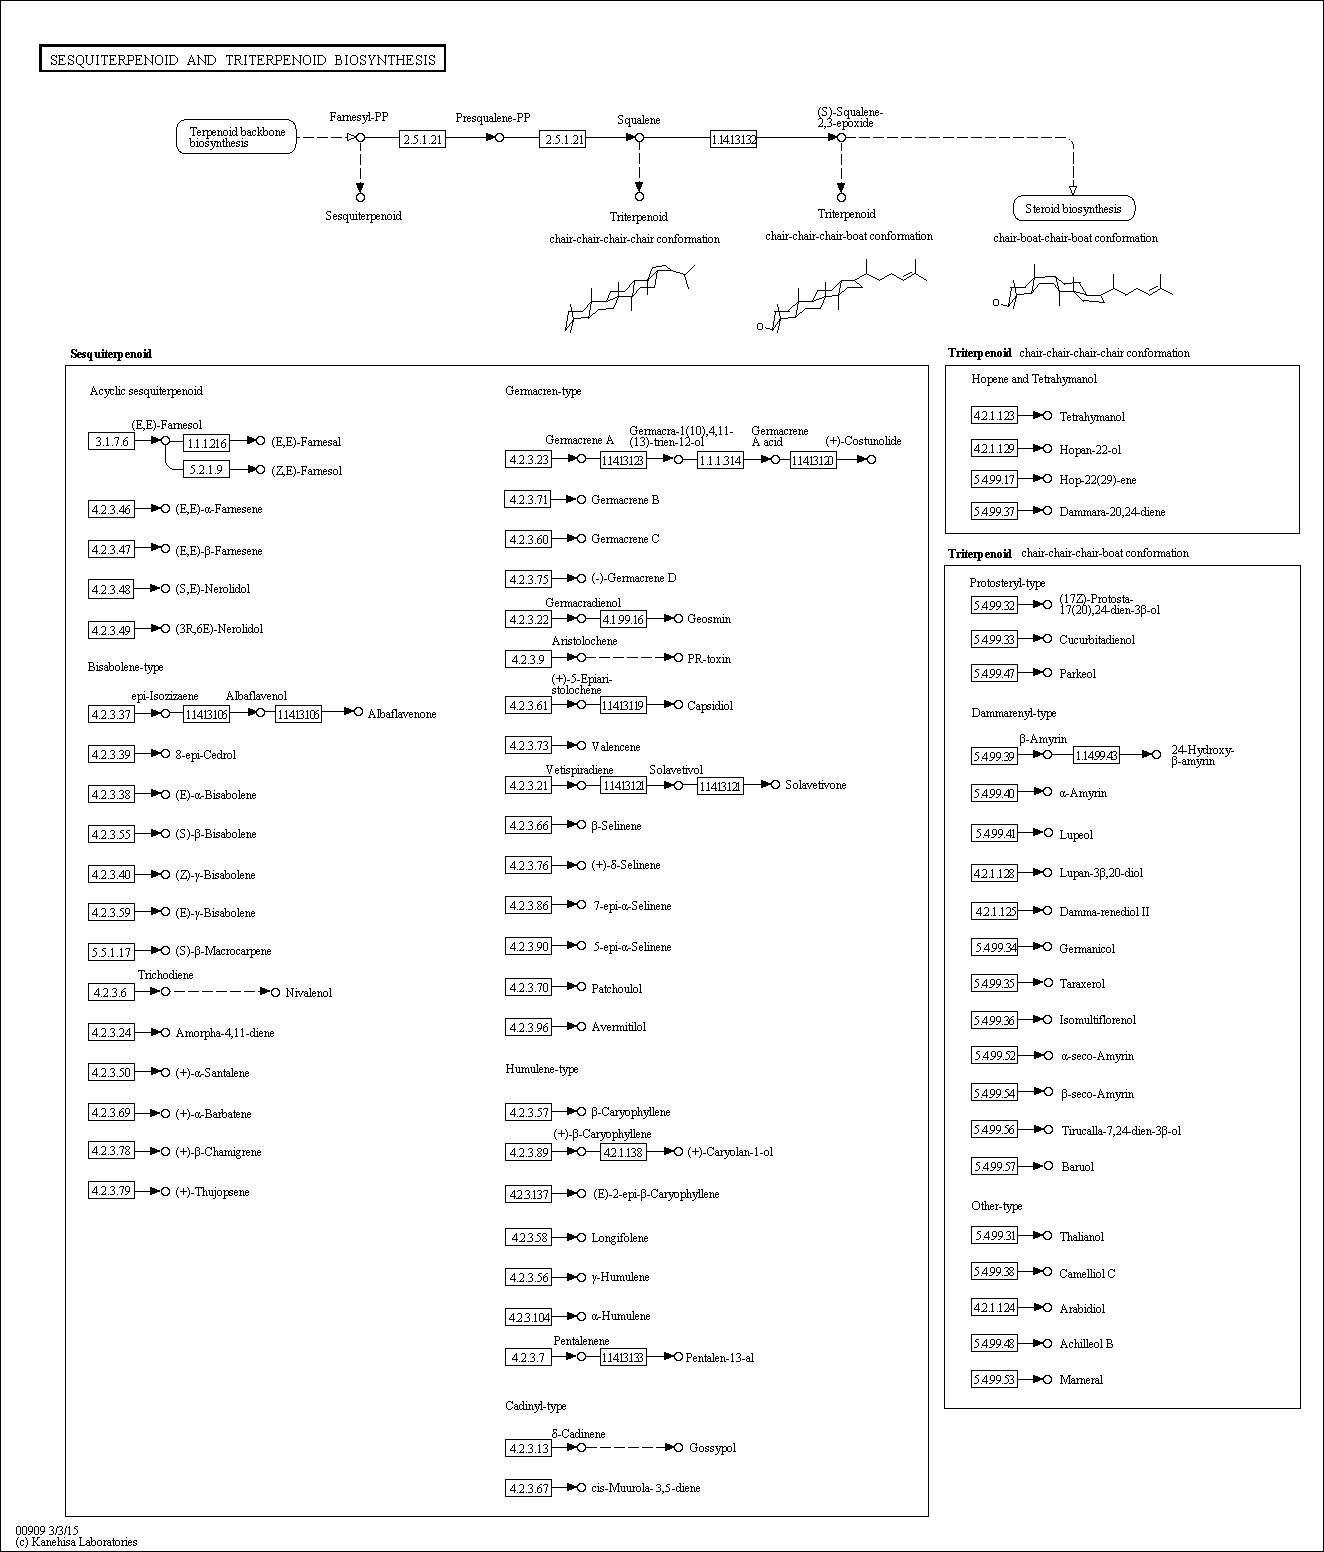 SESQUITERPENOID AND TRITERPENOID BIOSYNTHESIS
Terpenoid backbone
biosynthesis
Farnesyl-PP
2.5.1.21
Presqualene-PP
2.5.1.21
Squalene
1.14.13.132
(S)-Squalene-
2,3-epoxide
Sesquiterpenoid
Triterpenoid
chair-chair-chair-chair conformation
Triterpenoid
chair-chair-chair-boat conformation
Steroid biosynthesis
chair-boat-chair-boat conformation
O
O
Sesquiterpenoid
Acyclic sesquiterpenoid
(E,E)-Farnesol
3.1.7.6
1.1.1.216
(E,E)-Farnesal
5.2.1.9
(Z,E)-Farnesol
4.2.3.46
(E,E)-α-Farnesene
4.2.3.47
(E,E)-β-Farnesene
4.2.3.48
(S,E)-Nerolidol
4.2.3.49
(3R,6E)-Nerolidol
Bisabolene-type
epi-Isozizaene
Albaflavenol
4.2.3.37
1.14.13.106
1.14.13.106
Albaflavenone
4.2.3.39
8-epi-Cedrol
4.2.3.38
(E)-α-Bisabolene
4.2.3.55
(S)-β-Bisabolene
4.2.3.40
(Z)-γ-Bisabolene
4.2.3.59
(E)-γ-Bisabolene
5.5.1.17
(S)-β-Macrocarpene
Trichodiene
4.2.3.6
Nivalenol
4.2.3.24
Amorpha-4,11-diene
4.2.3.50
(+)-α-Santalene
4.2.3.69
(+)-α-Barbatene
4.2.3.78
(+)-β-Chamigrene
4.2.3.79
(+)-Thujopsene
Germacren-type
Germacrene A
Germacra-1(10),4,11-
(13)-trien-12-ol
Germacrene
A acid
(+)-Costunolide
4.2.3.23
1.14.13.123
1.1.1.314
1.14.13.120
4.2.3.71
Germacrene B
4.2.3.60
Germacrene C
4.2.3.75
(-)-Germacrene D
Germacradienol
4.2.3.22
4.1.99.16
Geosmin
Aristolochene
4.2.3.9
PR-toxin
(+)-5-Epiari-
stolochene
4.2.3.61
1.14.13.119
Capsidiol
4.2.3.73
Valencene
Vetispiradiene
Solavetivol
4.2.3.21
1.14.13.121
1.14.13.121
Solavetivone
4.2.3.66
β-Selinene
4.2.3.76
(+)-δ-Selinene
4.2.3.86
7-epi-α-Selinene
4.2.3.90
5-epi-α-Selinene
4.2.3.70
Patchoulol
4.2.3.96
Avermitilol
Humulene-type
4.2.3.57
β-Caryophyllene
(+)-β-Caryophyllene
4.2.3.89
4.2.1.138
(+)-Caryolan-1-ol
4.2.3.137
(E)-2-epi-β-Caryophyllene
4.2.3.58
Longifolene
4.2.3.56
γ-Humulene
4.2.3.104
α-Humulene
Pentalenene
4.2.3.7
1.14.13.133
Pentalen-13-al
Cadinyl-type
δ-Cadinene
4.2.3.13
Gossypol
4.2.3.67
cis-Muurola-3,5-diene
Triterpenoid chair-chair-chair-chair conformation
Hopene and Tetrahymanol
4.2.1.123
Tetrahymanol
4.2.1.129
Hopan-22-ol
5.4.99.17
Hop-22(29)-ene
5.4.99.37
Dammara-20,24-diene
Triterpenoid chair-chair-chair-boat conformation
Protosteryl-type
5.4.99.32
(17Z)-Protosta-
17(20),24-dien-3β-ol
5.4.99.33
Cucurbitadienol
5.4.99.47
Parkeol
Dammarenyl-type
β-Amyrin
5.4.99.39
1.14.99.43
24-Hydroxy-
β-amyrin
5.4.99.40
α-Amyrin
5.4.99.41
Lupeol
4.2.1.128
Lupan-3β,20-diol
4.2.1.125
Damma-renediol II
5.4.99.34
Germanicol
5.4.99.35
Taraxerol
5.4.99.36
Isomultiflorenol
5.4.99.52
α-seco-Amyrin
5.4.99.54
β-seco-Amyrin
5.4.99.56
Tirucalla-7,24-dien-3β-ol
5.4.99.57
Baruol
Other-type
5.4.99.31
Thalianol
5.4.99.38
Camelliol C
4.2.1.124
Arabidiol
5.4.99.48
Achilleol B
5.4.99.53
Marneral
00909 3/3/15
(c) Kanehisa Laboratories